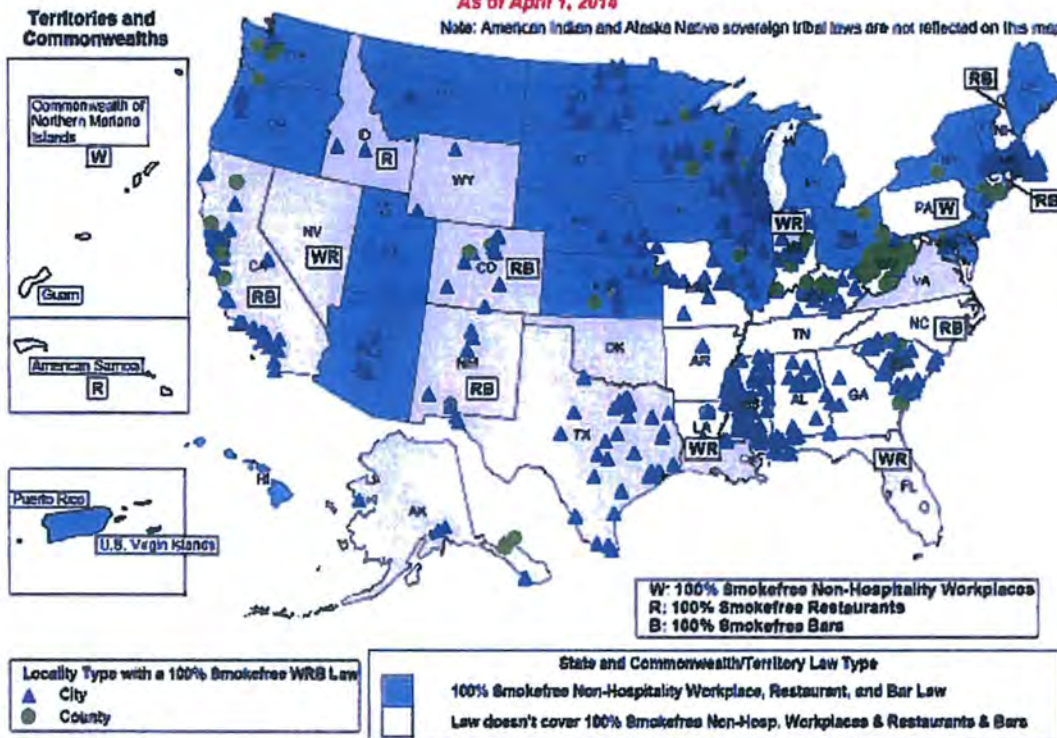 As of April 1, 2014
Note: American Indian and Alaska Native sovereign tribal laws are not reflected on this map
Territories and
Commonwealths
Commonwealth of
Northern Mariana
Islands
W
Guam
American Samoa
R
Puerto Rico
U.S. Virgin Islands
ID
R
WY
NV
WR
CA
RB
CO
RB
NM
RB
OK
TX
AR
LA
WR
TN
AL
GA
NC
RB
VA
PA
W
WR
WR
FL
NH
RB
RB
HI
AK
W: 100% Smokefree Non-Hospitality Workplaces
R: 100% Smokefree Restaurants
B: 100% Smokefree Bars
Locality Type with a 100% Smokefree WRB Law
City
County
State and Commonwealth/Territory Law Type
100% Smokefree Non-Hospitality Workplace, Restaurant, and Bar Law
Law doesn't cover 100% Smokefree Non-Hosp. Workplaces & Restaurants & Bars